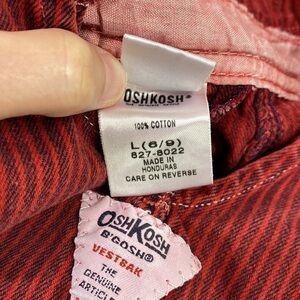 OSHKOSH®
100% COTTON
L(6/9)
827-8022
MADE IN
HONDURAS
CARE ON REVERSE
OSHKOSH
B'GOSH®
VESTBAK
THE
GENUINE
ARTICLE